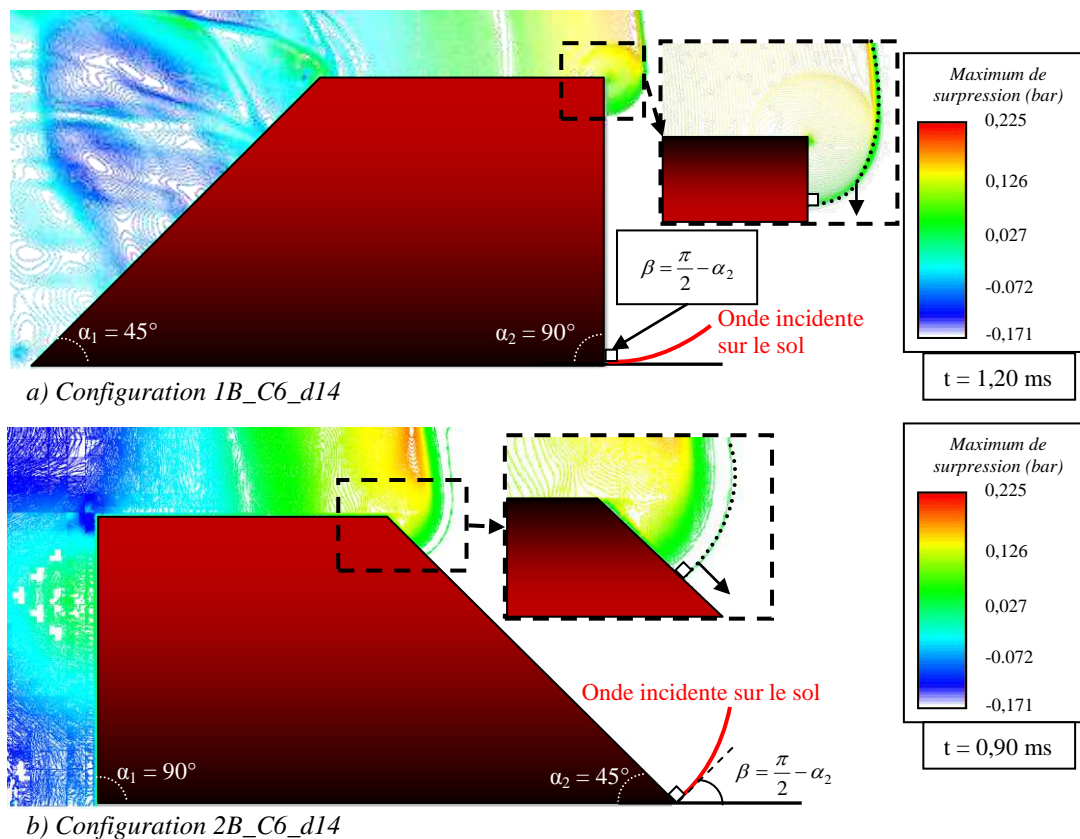 Maximum de
surpression (bar)
0,225
0,126
0,027
-0.072
-0,171
t = 1,20 ms
β = π/2 − α₂
α₁ = 45°
α₂ = 90°
Onde incidente
sur le sol
a) Configuration 1B_C6_d14
Maximum de
surpression (bar)
0,225
0,126
0,027
-0.072
-0,171
t = 0,90 ms
Onde incidente sur le sol
α₁ = 90°
α₂ = 45°
β = π/2 − α₂
b) Configuration 2B_C6_d14